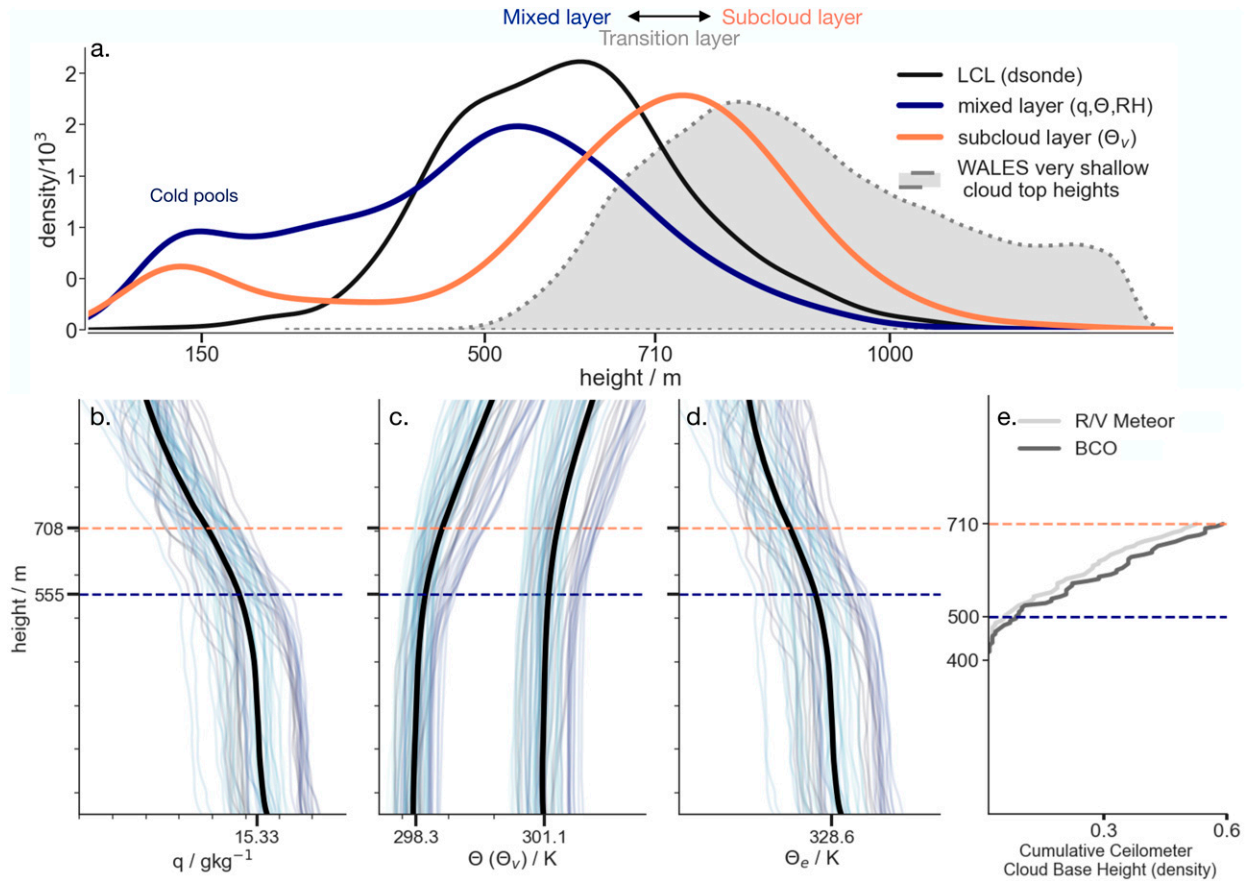 Mixed layer Subcloud layer
Transition layer
a.
density/10³
2
2
1
1
0
0
Cold pools
LCL (dsonde)
mixed layer (q,Θ,RH)
subcloud layer (Θᵥ)
WALES very shallow
cloud top heights
150 500 710 1000
height / m
b.
c.
d.
e.
R/V Meteor
BCO
height / m
708
555
710
500
400
15.33
298.3 301.1
328.6
0.3 0.6
q / gkg⁻¹
Θ (Θᵥ) / K
Θₑ / K
Cumulative Ceilometer
Cloud Base Height (density)